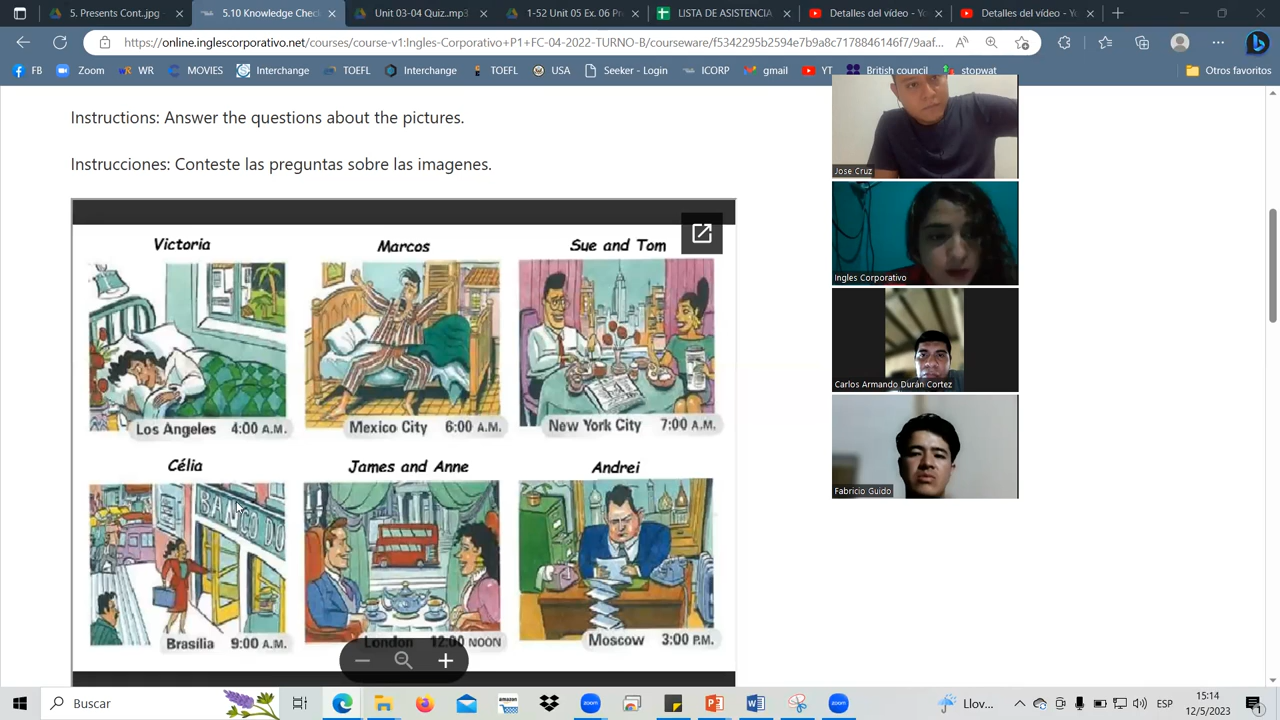 5. Presents Cont.jpg
5.10 Knowledge Chec
Unit 03-04 Quiz.mp3
1-52 Unit 05 Ex. 06 Pr
LISTA DE ASISTENCIA
Detalles del vídeo - Yo
Detalles del vídeo - Yo
https://online.inglescorporativo.net/courses/course-v1:Ingles-Corporativo+P1+FC-04-2022-TURNO-B/courseware/f5342295b2594e7b9a8c7178846146f7/9aaf...
FB
Zoom
WR
MOVIES
Interchange
TOEFL
Interchange
TOEFL
USA
Seeker - Login
ICORP
gmail
YT
British council
stopwat
Otros favoritos
Instructions: Answer the questions about the pictures.
Instrucciones: Conteste las preguntas sobre las imagenes.
Victoria
Marcos
Sue and Tom
Los Angeles 4:00 A.M.
Mexico City 6:00 A.M.
New York City 7:00 A.M.
Célia
James and Anne
Andrei
BANCO DO
Brasília 9:00 A.M.
London 12:00 NOON
Moscow 3:00 P.M.
Jose Cruz
Ingles Corporativo
Carlos Armando Durán Cortez
Fabricio Guido
Buscar
Llov...
ESP
15:14
12/5/2023
1